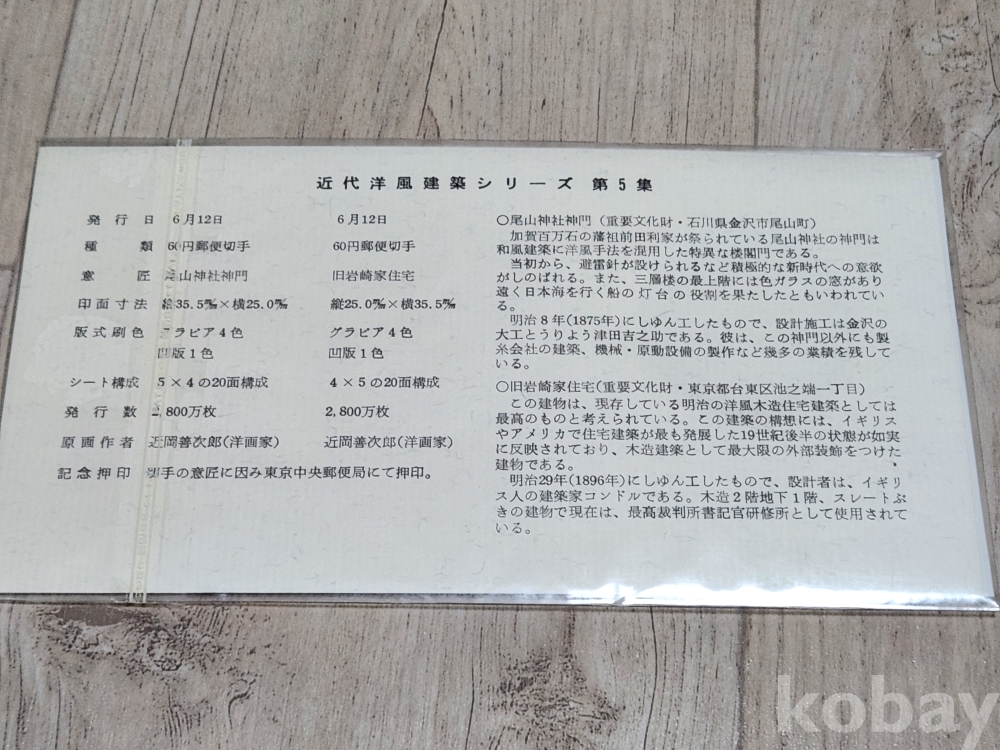 近代洋風建築シリーズ 第5集
発行日 6月12日 6月12日
種類 60円郵便切手 60円郵便切手
意匠 尾山神社神門 旧岩崎家住宅
印面寸法 縦35.5㎜×横25.0㎜ 縦25.0㎜×横35.5㎜
版式刷色 グラビア4色 グラビア4色
凹版1色 凹版1色
シート構成 5×4の20面構成 4×5の20面構成
発行数 2,800万枚 2,800万枚
原画作者 近岡善次郎(洋画家) 近岡善次郎(洋画家)
記念押印 切手の意匠に因み東京中央郵便局にて押印。
○尾山神社神門（重要文化財・石川県金沢市尾山町）
加賀百万石の藩祖前田利家が祭られている尾山神社の神門は
和風建築に洋風手法を混用した特異な楼閣門である。
当初から、避雷針が設けられるなど積極的な新時代への意欲
がしのばれる。また、三層楼の最上階には色ガラスの窓があり
遠く日本海を行く船の灯台の役割を果たしたともいわれてい
る。
明治8年(1875年)にしゆん工したもので、設計施工は金沢の
大工とうりよう津田吉之助である。彼は、この神門以外にも製
糸会社の建築、機械・原動設備の製作など幾多の業績を残して
いる。
○旧岩崎家住宅(重要文化財・東京都台東区池之端一丁目)
この建物は、現存している明治の洋風木造住宅建築としては
最高のものと考えられている。この建築の構想には、イギリス
やアメリカで住宅建築が最も発展した19世紀後半の状態が如実
に反映されており、木造建築として最大限の外部装飾をつけた
建物である。
明治29年(1896年)にしゆん工したもので、設計者は、イギリ
ス人の建築家コンドルである。木造2階地下1階、スレートぶ
きの建物で現在は、最高裁判所書記官研修所として使用されて
いる。
kobay